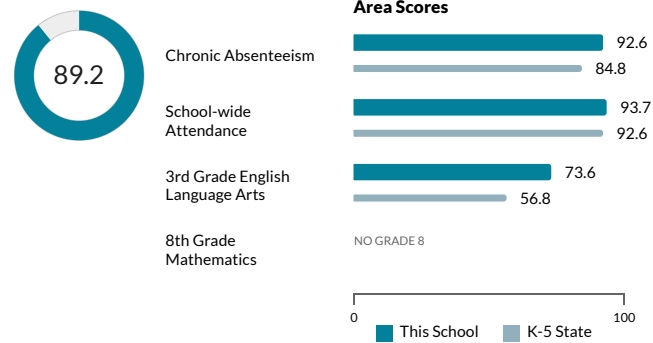 Area Scores
89.2
Chronic Absenteeism
92.6
84.8
School-wide
Attendance
93.7
92.6
3rd Grade English
Language Arts
73.6
56.8
8th Grade
Mathematics
NO GRADE 8
0
100
This School
K-5 State